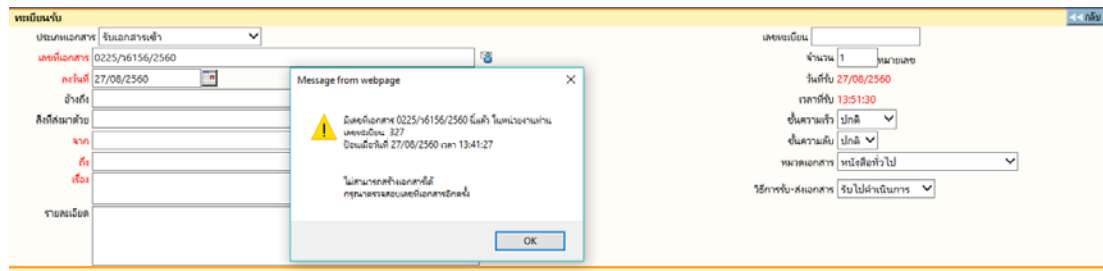 ทะเบียนรับ
<< กลับ
ประเภทเอกสาร รับเอกสารเข้า
เลขทะเบียน
เลขที่เอกสาร 0225/ว6156/2560
จำนวน 1 หมายเลข
ลงวันที่ 27/08/2560
วันที่รับ 27/08/2560
อ้างถึง
เวลาที่รับ 13:51:30
สิ่งที่ส่งมาด้วย
ชั้นความเร็ว ปกติ
จาก
ชั้นความลับ ปกติ
ถึง
หมวดเอกสาร หนังสือทั่วไป
เรื่อง
วิธีการรับ-ส่งเอกสาร รับไปดำเนินการ
รายละเอียด
Message from webpage
มีเลขที่เอกสาร 0225/ว6156/2560 นี้แล้ว ในหน่วยงานท่าน
เลขทะเบียน 327
ป้อนเมื่อวันที่ 27/08/2560 เวลา 13:41:27
ไม่สามารถสร้างเอกสารได้
กรุณาตรวจสอบเลขที่เอกสารอีกครั้ง
OK